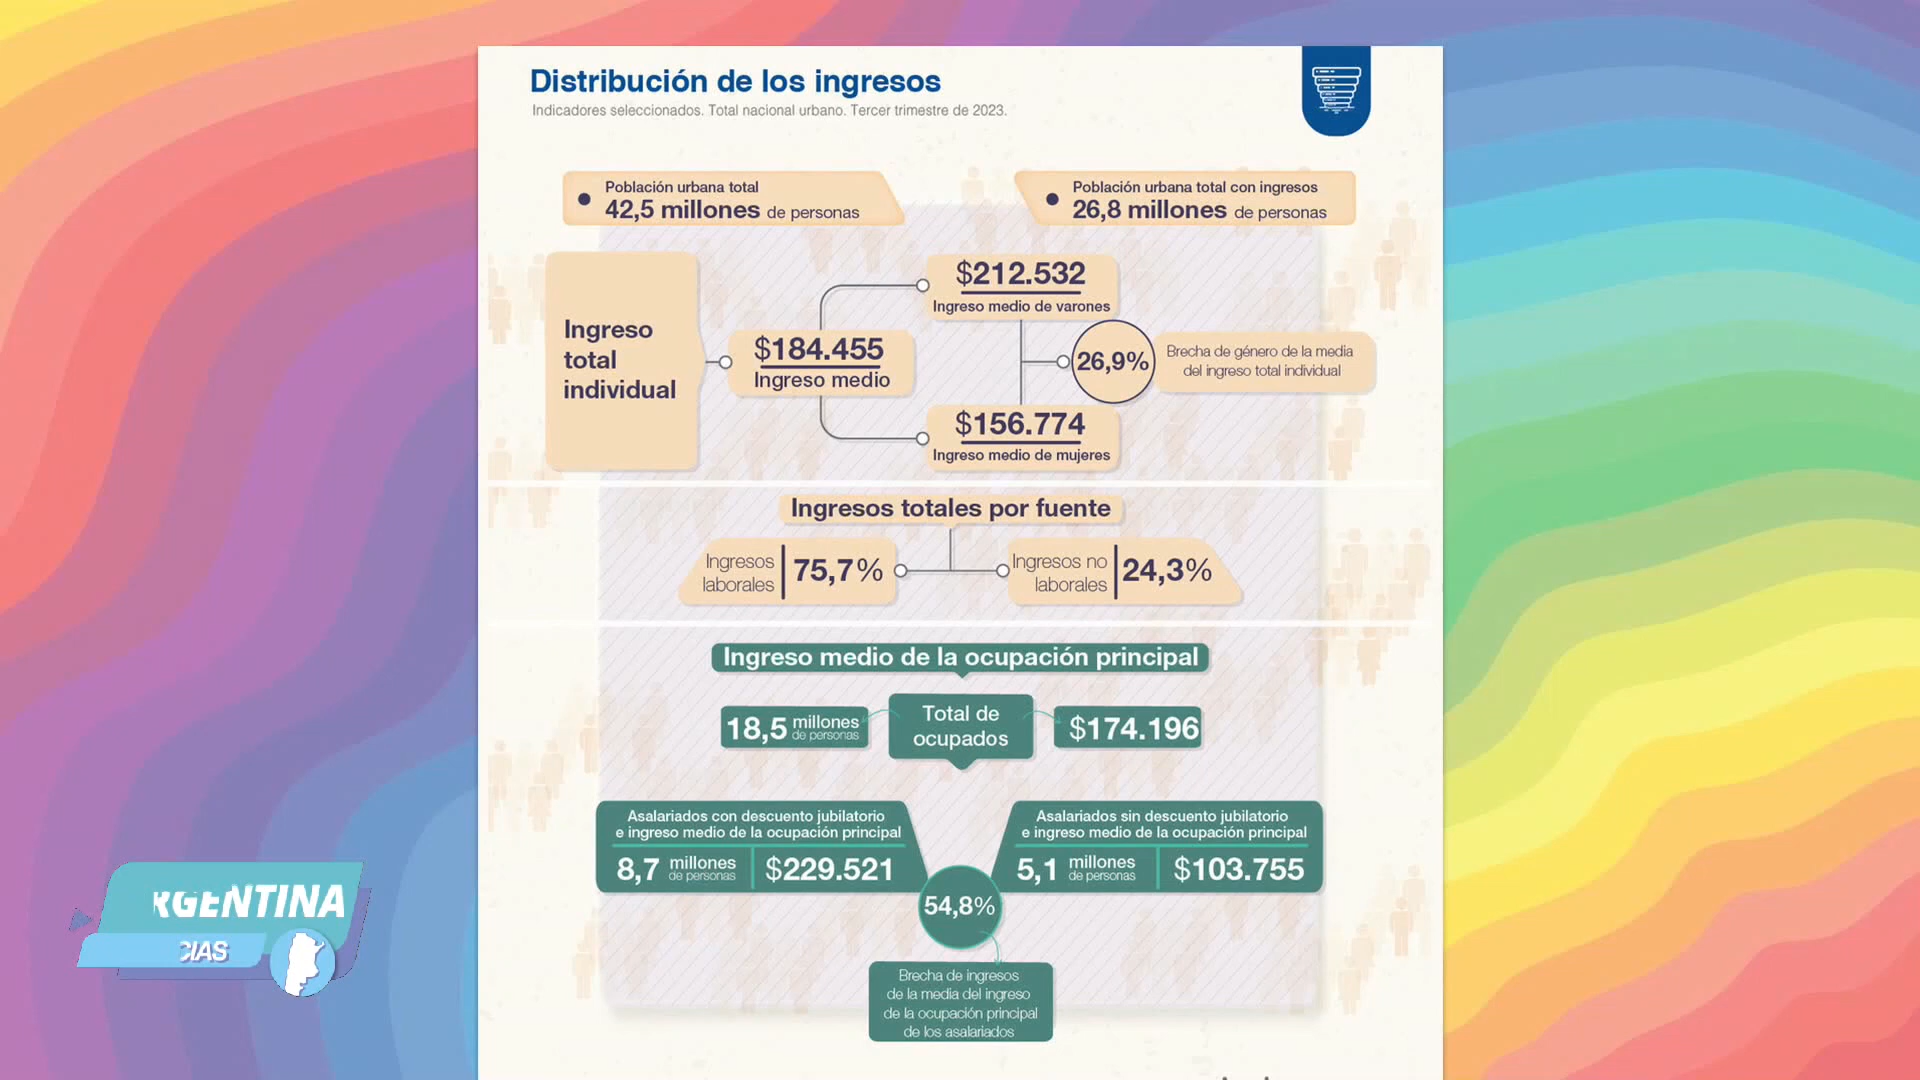 Distribución de los ingresos
Indicadores seleccionados. Total nacional urbano. Tercer trimestre de 2023.
Población urbana total
42,5 millones de personas
Población urbana total con ingresos
26,8 millones de personas
Ingreso
total
individual
$184.455
Ingreso medio
$212.532
Ingreso medio de varones
26,9%
Brecha de género de la media
del ingreso total individual
$156.774
Ingreso medio de mujeres
Ingresos totales por fuente
Ingresos
laborales
75,7%
Ingresos no
laborales
24,3%
Ingreso medio de la ocupación principal
18,5 millones
de personas
Total de
ocupados
$174.196
Asalariados con descuento jubilatorio
e ingreso medio de la ocupación principal
8,7 millones
de personas
$229.521
Asalariados sin descuento jubilatorio
e ingreso medio de la ocupación principal
5,1 millones
de personas
$103.755
54,8%
Brecha de ingresos
de la media del ingreso
de la ocupación principal
de los asalariados
RGENTINA
CIAS